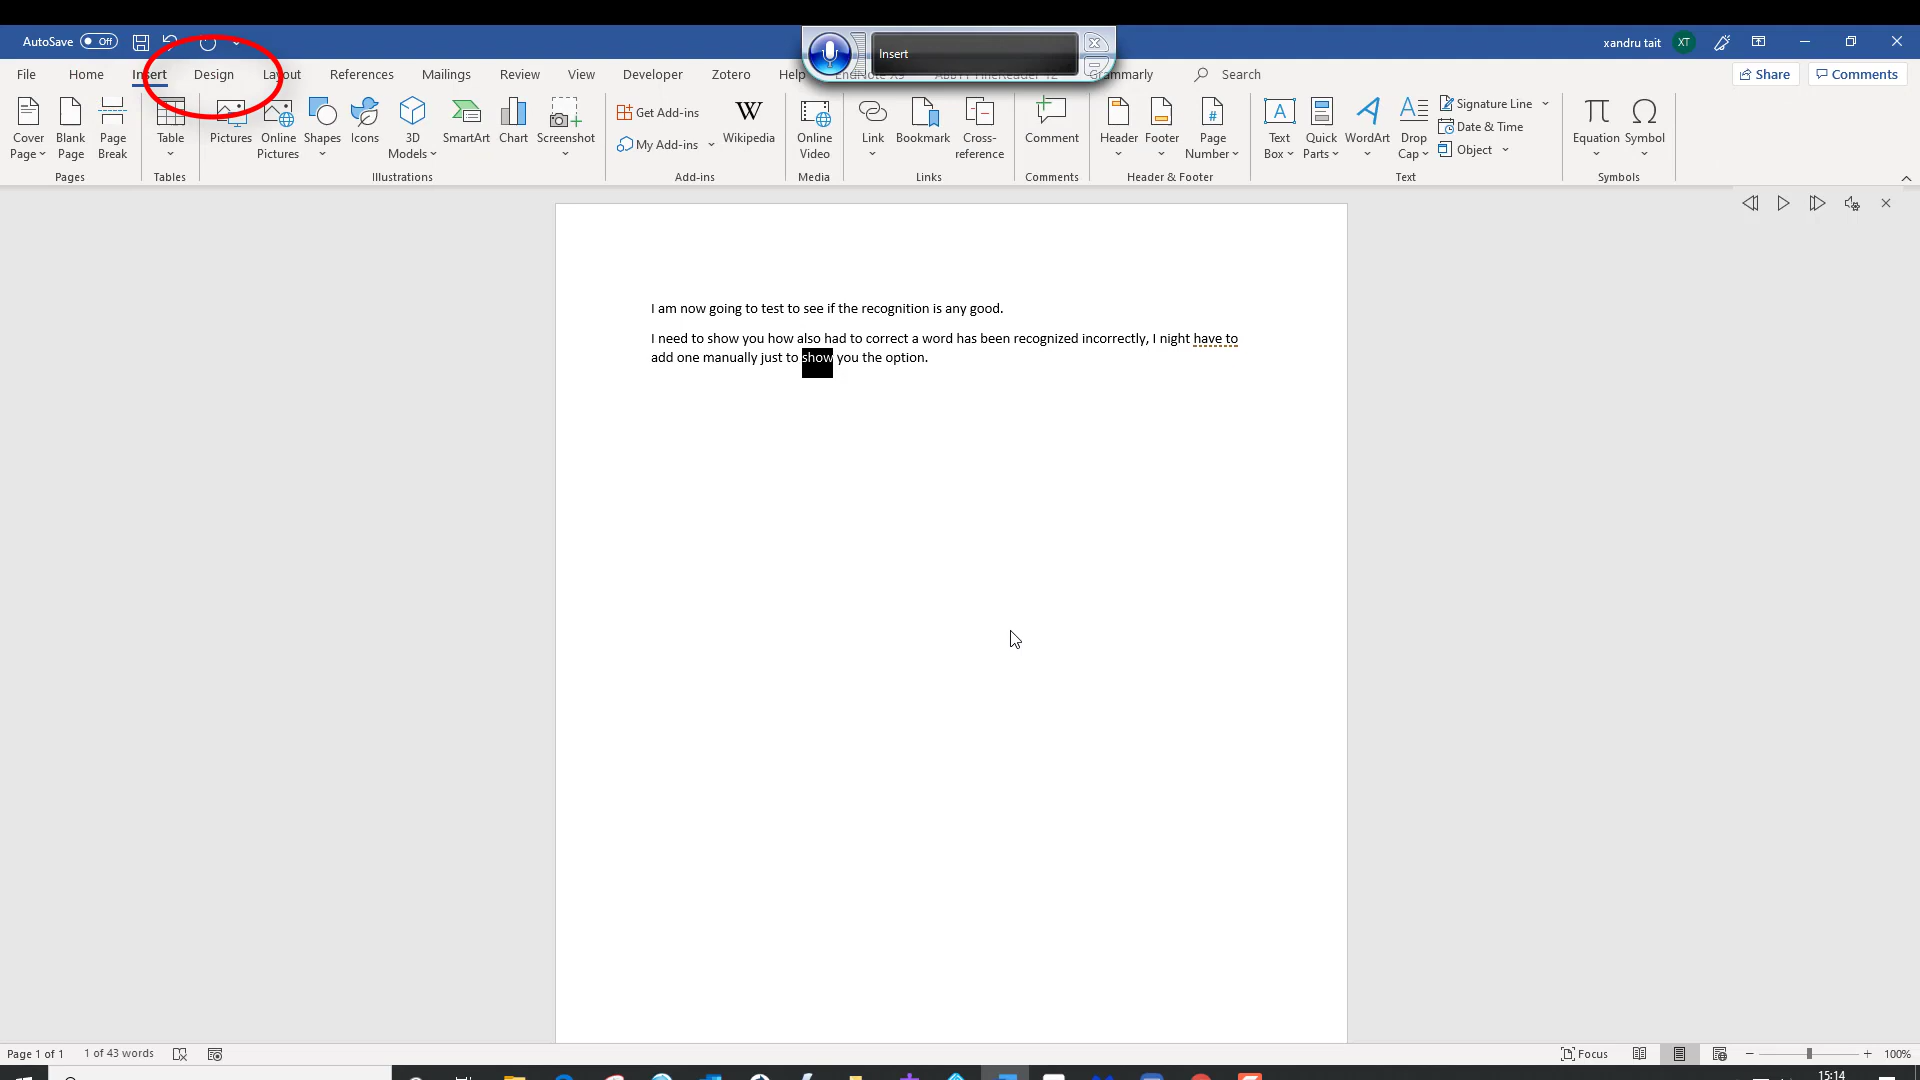 AutoSave Off
Insert
xandru tait XT
File Home Insert Design Layout References Mailings Review View Developer Zotero Help EndNote X9 ABBYY FineReader 12 Grammarly Search Share Comments
Cover Page
Blank Page
Page Break
Pages
Table
Tables
Pictures
Online Pictures
Shapes
Icons
3D Models
SmartArt
Chart
Screenshot
Illustrations
Get Add-ins
My Add-ins
Wikipedia
Add-ins
Online Video
Media
Link
Bookmark
Cross-reference
Links
Comment
Comments
Header
Footer
Page Number
Header & Footer
Text Box
Quick Parts
WordArt
Drop Cap
Signature Line
Date & Time
Object
Text
Equation
Symbol
Symbols
I am now going to test to see if the recognition is any good.
I need to show you how also had to correct a word has been recognized incorrectly, I night have to
add one manually just to show you the option.
Page 1 of 1 1 of 43 words Focus 100%
15:14